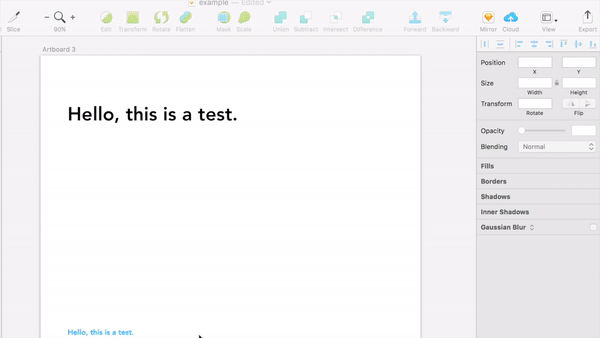 example — Edited
Slice
90%
Edit
Transform
Rotate
Flatten
Mask
Scale
Union
Subtract
Intersect
Difference
Forward
Backward
Mirror
Cloud
View
Export
Artboard 3
Hello, this is a test.
Hello, this is a test.
Position
X
Y
Size
Width
Height
Transform
Rotate
Flip
Opacity
Blending
Normal
Fills
Borders
Shadows
Inner Shadows
Gaussian Blur